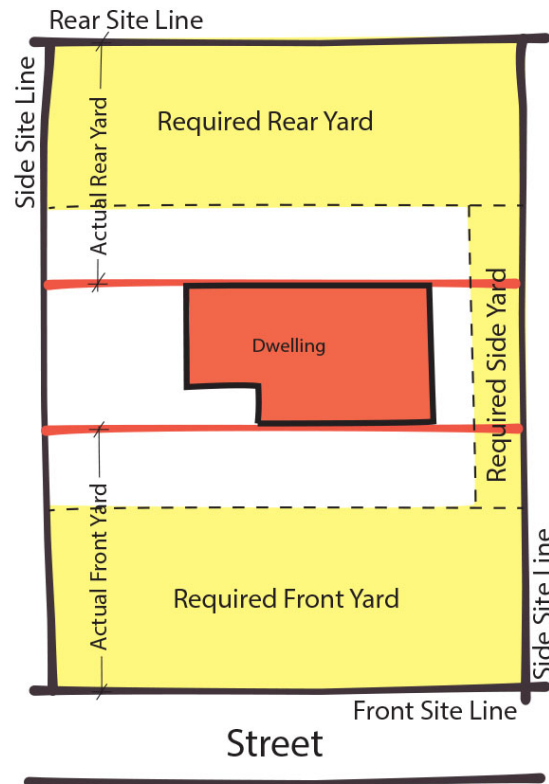 Rear Site Line
Side Site Line
Actual Rear Yard
Required Rear Yard
Dwelling
Required Side Yard
Actual Front Yard
Required Front Yard
Side Site Line
Front Site Line
Street